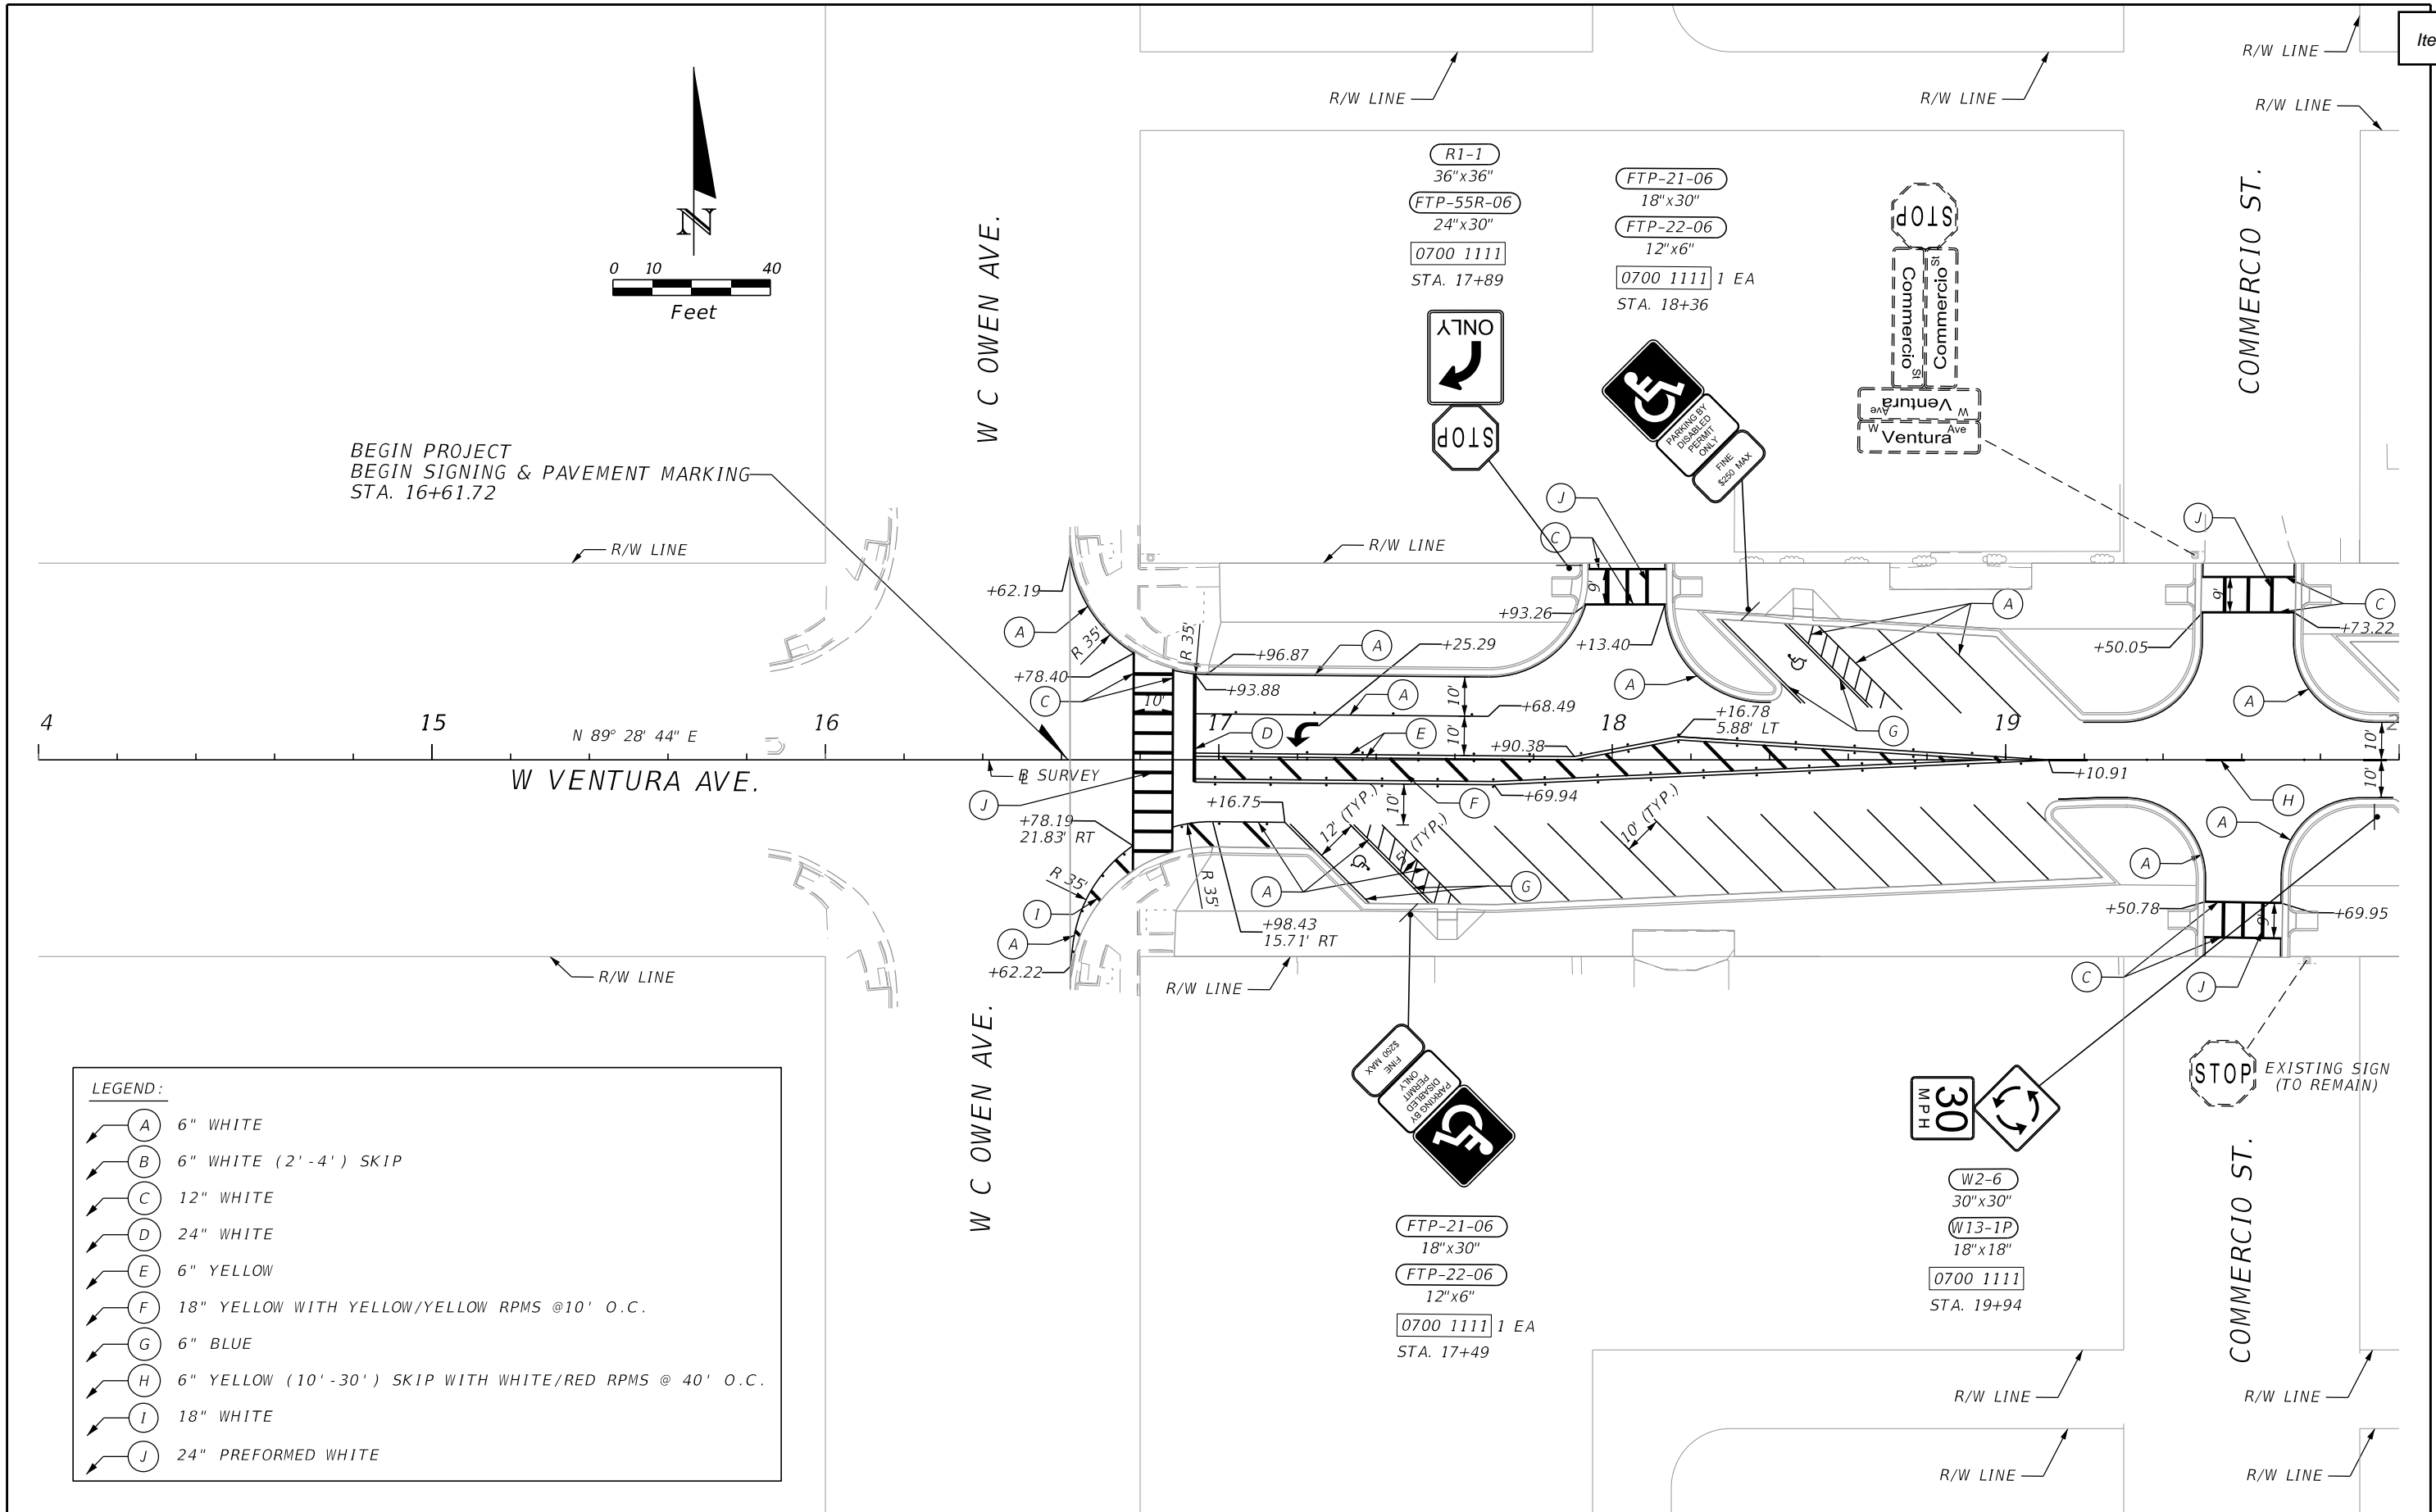 Ite
R/W LINE
R/W LINE
R/W LINE
R/W LINE
N
0 10 40
Feet
W C OWEN AVE.
COMMERCIO ST.
R1-1
36"x36"
FTP-55R-06
24"x30"
0700 1111
STA. 17+89
ONLY
STOP
FTP-21-06
18"x30"
FTP-22-06
12"x6"
0700 1111 1 EA
STA. 18+36
PARKING BY
DISABLED
PERMIT
ONLY
FINE
$250 MAX
STOP
Commercio St
Commercio St
W Ventura Ave
W Ventura Ave
BEGIN PROJECT
BEGIN SIGNING & PAVEMENT MARKING
STA. 16+61.72
R/W LINE
R/W LINE
J
C
J
9'
9'
C
A
+62.19
A
R 35'
R 35'
+93.26
+13.40
+50.05
+73.22
+96.87
A
+25.29
+78.40
C
10'
+93.88
A
10'
+68.49
A
G
+16.78
5.88' LT
A
4 15 16 17 18 19 2
N 89° 28' 44" E
D
E
10'
+90.38
10'
B SURVEY
W VENTURA AVE.
+10.91
10'
H
J
+16.75
F
+69.94
10'
+78.19
21.83' RT
12' (TYP.)
5' (TYP.)
10' (TYP.)
A
A
R 35'
R 35'
A
G
I
+98.43
15.71' RT
+50.78
+69.95
9'
A
+62.22
R/W LINE
R/W LINE
C
J
W C OWEN AVE.
FINE
$250 MAX
PARKING BY
DISABLED
PERMIT
ONLY
30
MPH
STOP
EXISTING SIGN
(TO REMAIN)
COMMERCIO ST.
FTP-21-06
18"x30"
FTP-22-06
12"x6"
0700 1111 1 EA
STA. 17+49
W2-6
30"x30"
W13-1P
18"x18"
0700 1111
STA. 19+94
R/W LINE
R/W LINE
R/W LINE
R/W LINE
LEGEND:
A 6" WHITE
B 6" WHITE (2'-4') SKIP
C 12" WHITE
D 24" WHITE
E 6" YELLOW
F 18" YELLOW WITH YELLOW/YELLOW RPMS @10' O.C.
G 6" BLUE
H 6" YELLOW (10'-30') SKIP WITH WHITE/RED RPMS @ 40' O.C.
I 18" WHITE
J 24" PREFORMED WHITE